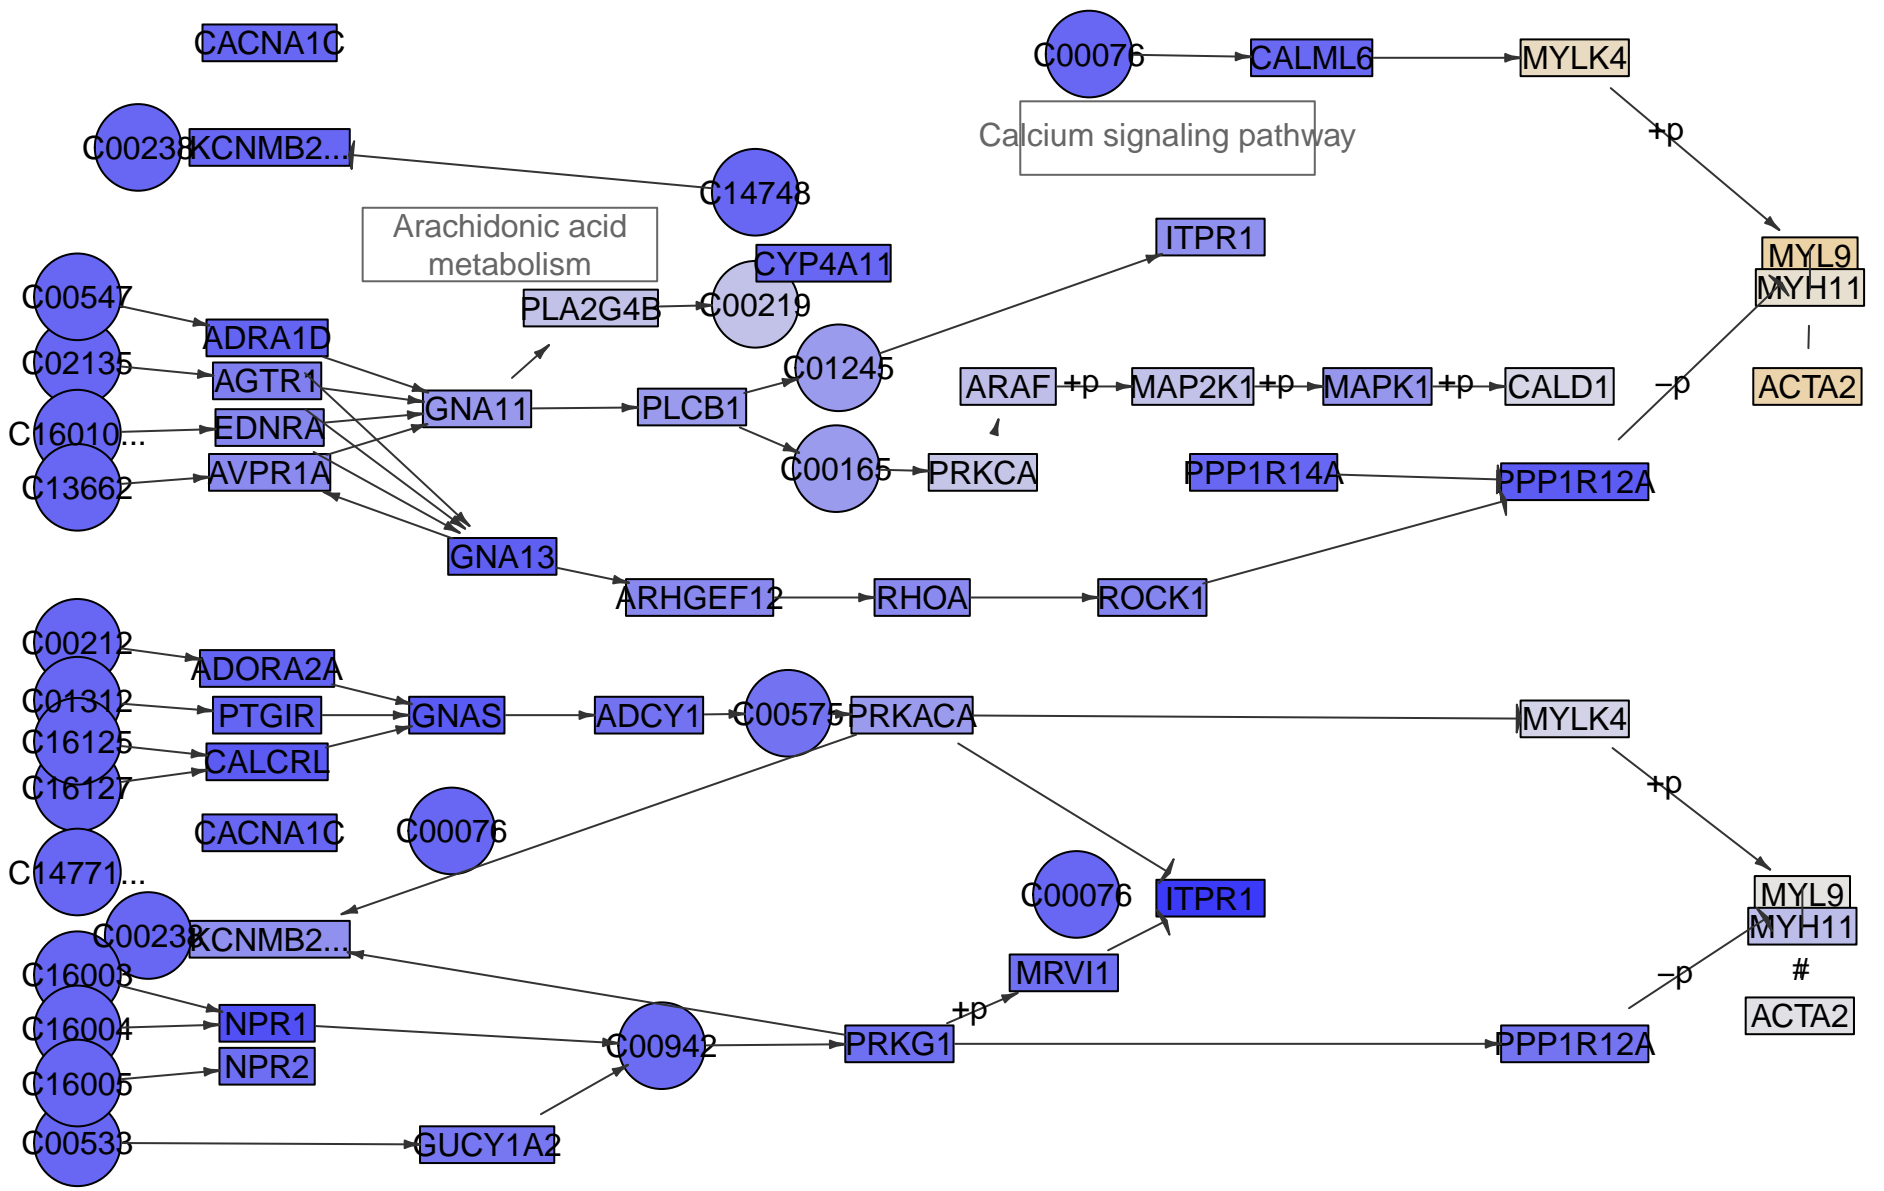 CACNA1C
C00076
CALML6
MYLK4
C00238
KCNMB2...
Calcium signaling pathway
+p
C14748
Arachidonic acid
metabolism
ITPR1
CYP4A11
MYL9
MYH11
C00547
PLA2G4B
C00219
ADRA1D
C02135
AGTR1
C01245
ARAF
+p
MAP2K1
+p
MAPK1
+p
CALD1
–p
ACTA2
GNA11
PLCB1
C16010...
EDNRA
C13662
AVPR1A
C00165
PRKCA
PPP1R14A
PPP1R12A
GNA13
ARHGEF12
RHOA
ROCK1
C00212
ADORA2A
C01312
PTGIR
GNAS
ADCY1
C00575
PRKACA
MYLK4
C16125
CALCRL
C16127
+p
CACNA1C
C00076
C14771...
C00076
ITPR1
MYL9
MYH11
C00238
KCNMB2...
C16003
MRVI1
–p
#
+p
C16004
NPR1
ACTA2
C00942
PRKG1
PPP1R12A
NPR2
C16005
C00533
GUCY1A2